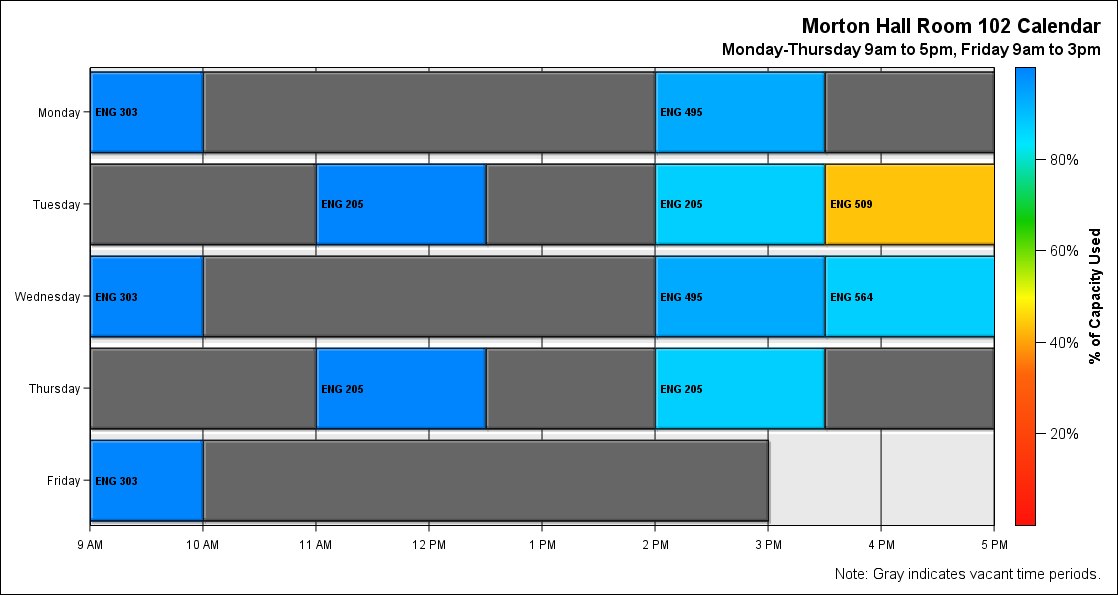 Morton Hall Room 102 Calendar
Monday-Thursday 9am to 5pm, Friday 9am to 3pm
Monday
ENG 303
ENG 495
Tuesday
ENG 205
ENG 205
ENG 509
Wednesday
ENG 303
ENG 495
ENG 564
Thursday
ENG 205
ENG 205
Friday
ENG 303
9 AM
10 AM
11 AM
12 PM
1 PM
2 PM
3 PM
4 PM
5 PM
80%
60%
40%
20%
% of Capacity Used
Note: Gray indicates vacant time periods.